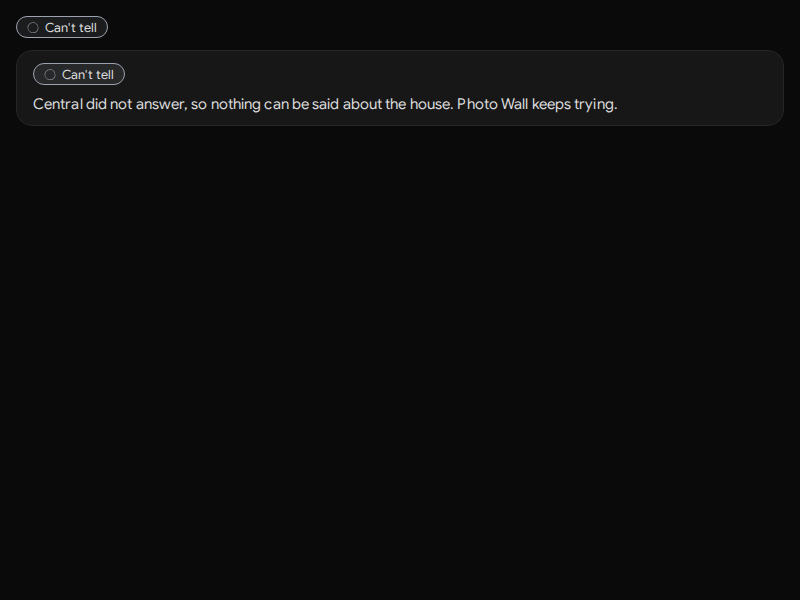 Can't tell
Can't tell
Central did not answer, so nothing can be said about the house. Photo Wall keeps trying.